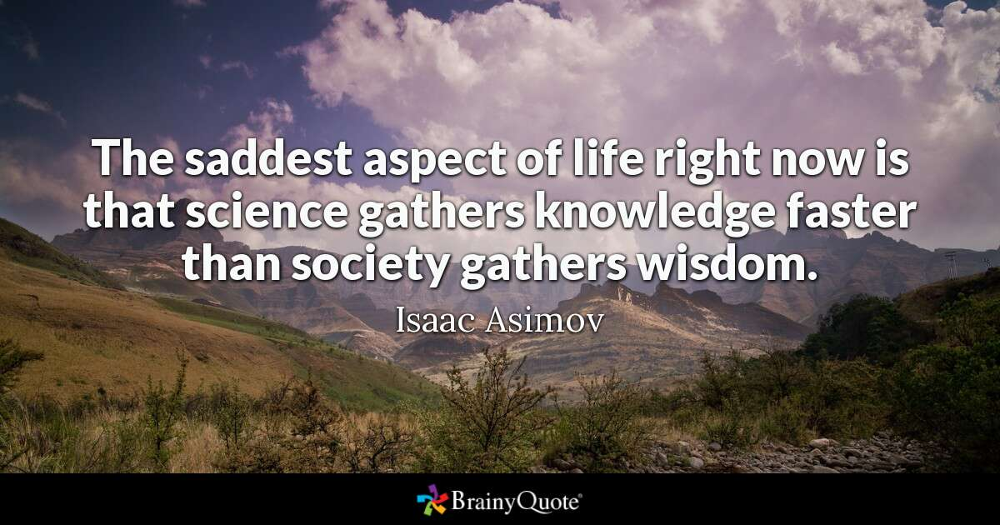 The saddest aspect of life right now is
that science gathers knowledge faster
than society gathers wisdom.
Isaac Asimov
BrainyQuote®